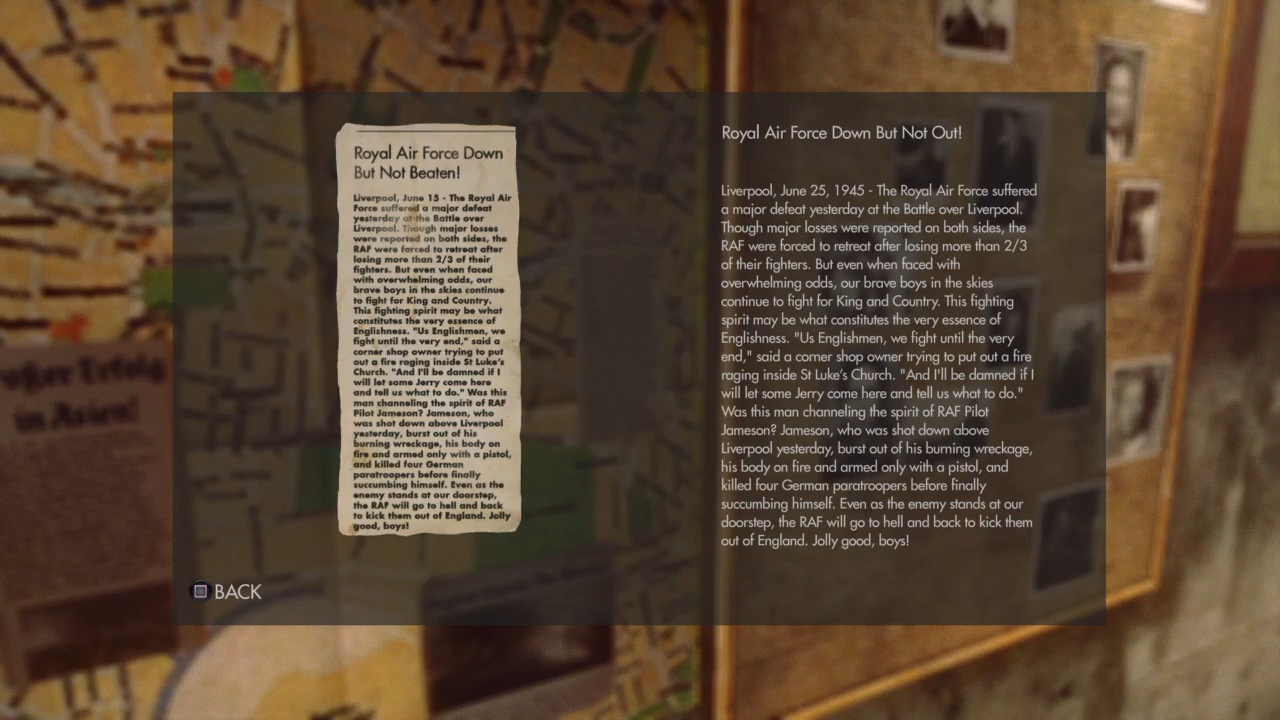 Royal Air Force Down
But Not Beaten!
Liverpool, June 15 - The Royal Air
Force suffered a major defeat
yesterday at the Battle over
Liverpool. Though major losses
were reported on both sides, the
RAF were forced to retreat after
losing more than 2/3 of their
fighters. But even when faced
with overwhelming odds, our
brave boys in the skies continue
to fight for King and Country.
This fighting spirit may be what
constitutes the very essence of
Englishness. "Us Englishmen, we
fight until the very end," said a
corner shop owner trying to put
out a fire raging inside St Luke's
Church. "And I'll be damned if I
will let some Jerry come here
and tell us what to do." Was this
man channeling the spirit of RAF
Pilot Jameson? Jameson, who
was shot down above Liverpool
yesterday, burst out of his
burning wreckage, his body on
fire and armed only with a pistol,
and killed four German
paratroopers before finally
succumbing himself. Even as the
enemy stands at our doorstep,
the RAF will go to hell and back
to kick them out of England. Jolly
good, boys!
Royal Air Force Down But Not Out!
Liverpool, June 25, 1945 - The Royal Air Force suffered
a major defeat yesterday at the Battle over Liverpool.
Though major losses were reported on both sides, the
RAF were forced to retreat after losing more than 2/3
of their fighters. But even when faced with
overwhelming odds, our brave boys in the skies
continue to fight for King and Country. This fighting
spirit may be what constitutes the very essence of
Englishness. "Us Englishmen, we fight until the very
end," said a corner shop owner trying to put out a fire
raging inside St Luke's Church. "And I'll be damned if I
will let some Jerry come here and tell us what to do."
Was this man channeling the spirit of RAF Pilot
Jameson? Jameson, who was shot down above
Liverpool yesterday, burst out of his burning wreckage,
his body on fire and armed only with a pistol, and
killed four German paratroopers before finally
succumbing himself. Even as the enemy stands at our
doorstep, the RAF will go to hell and back to kick them
out of England. Jolly good, boys!
BACK